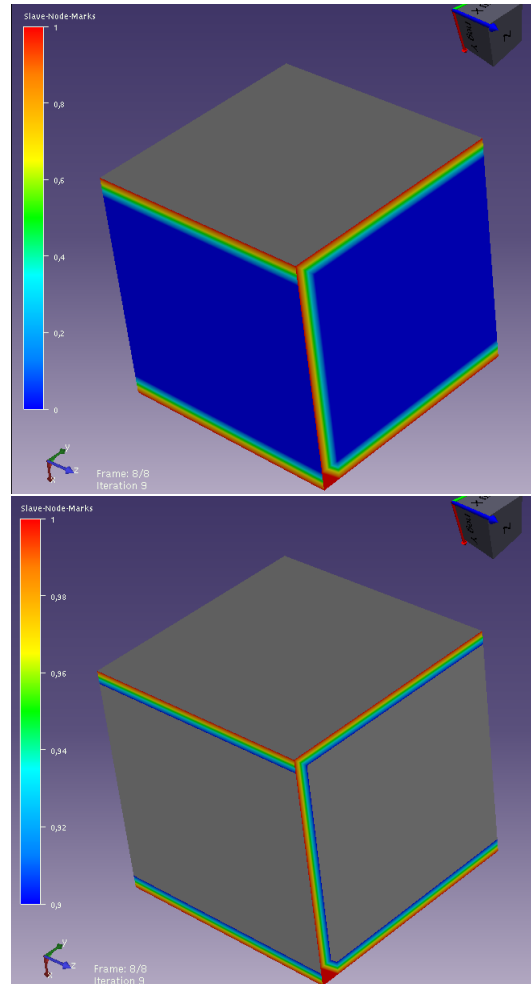 Slave-Node-Marks
1
0,8
0,6
0,4
0,2
0
y
z
x
Frame: 8/8
Iteration 9
Slave-Node-Marks
1
0,98
0,96
0,94
0,92
0,9
y
z
x
Frame: 8/8
Iteration 9